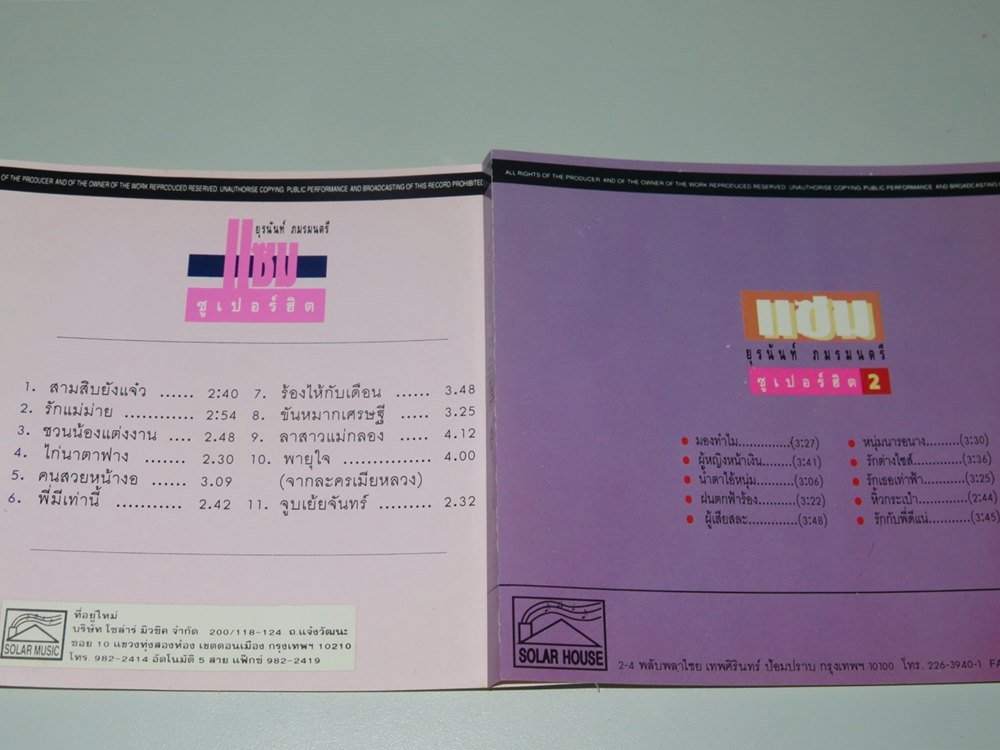 OF THE PRODUCER AND OF THE OWNER OF THE WORK REPRODUCED RESERVED. UNAUTHORISE COPYING PUBLIC PERFORMANCE AND BROADCASTING OF THIS RECORD PROHIBITED
ยุรนันท์ ภมรมนตรี
แซม
ซูเปอร์ฮิต
1. สามสิบยังแจ๋ว ...... 2:40
2. รักแม่ม่าย ............ 2:54
3. ชวนน้องแต่งงาน .... 2.48
4. ไก่นาตาฟาง ....... 2.30
5. คนสวยหน้างอ ...... 3.09
6. พี่มีเท่านี้ ........... 2.42
7. ร้องไห้กับเดือน ...... 3.48
8. ขันหมากเศรษฐี ...... 3.25
9. ลาสาวแม่กลอง ..... 4.12
10. พายุใจ ............... 4.00
(จากละครเมียหลวง)
11. จูบเย้ยจันทร์ ......... 2.32
SOLAR MUSIC
ที่อยู่ใหม่
บริษัท โซล่าร์ มิวซิค จำกัด 200/118-124 ถ.แจ้งวัฒนะ
ซอย 10 แขวงทุ่งสองห้อง เขตดอนเมือง กรุงเทพฯ 10210
โทร. 982-2414 อัตโนมัติ 5 สาย แฟ๊กซ์ 982-2419
ALL RIGHTS OF THE PRODUCER AND OF THE OWNER OF THE WORK REPRODUCED RESERVED. UNAUTHORISE COPYING PUBLIC PERFORMANCE AND BROADCASTING
แซม
ยุรนันท์ ภมรมนตรี
ซูเปอร์ฮิต 2
มองทำไม............(3:27)
ผู้หญิงหน้าเงิน........(3:41)
น้ำตาไอ้หนุ่ม.........(3:06)
ฝนตกฟ้าร้อง.........(3:22)
ผู้เสียสละ............(3:48)
หนุ่มนารอนาง........(3:30)
รักต่างไซส์............(3:36)
รักเธอเท่าฟ้า..........(3:25)
หิ้วกระเป๋า............(2:44)
รักกับพี่ดีแน่..........(3:45)
SOLAR HOUSE
2-4 พลับพลาไชย เทพศิรินทร์ ป้อมปราบ กรุงเทพฯ 10100 โทร. 226-3940-1